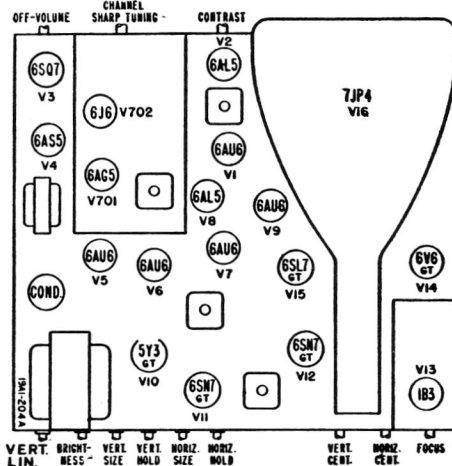 OFF-VOLUME
CHANNEL
SHARP TUNING -
CONTRAST
V2
6SQ7
V3
6AL5
6J6 V702
7JP4
V16
6AS5
V4
6AU6
V1
6AG5
V701
6AL5
V8
6AU6
V9
6AU6
V5
6AU6
V6
6AU6
V7
6SL7
GT
V15
6V6
GT
V14
COND.
5Y3
GT
V10
6SN7
GT
V12
6SN7
GT
V11
V13
1B3
19A1-204A
VERT.
LIN.
BRIGHT-
NESS-
VERT.
SIZE
VERT.
HOLD
HORIZ.
SIZE
HORIZ.
HOLD
VERT.
CENT.
HORIZ.
CENT.
FOCUS